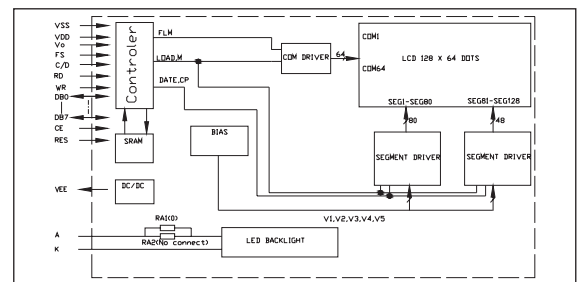 VSS
VDD
Vo
FS
C/D
RD
WR
DB0
DB7
CE
RES
VEE
A
K
Controler
FLM
LOAD,M
DATE,CP
SRAM
DC/DC
BIAS
COM DRIVER
64
COM1
COM64
LCD 128 X 64 DOTS
SEG1-SEG80
SEG81-SEG128
80
48
SEGMENT DRIVER
SEGMENT DRIVER
V1,V2,V3,V4,V5
RA1(0)
RA2(No connect)
LED BACKLIGHT